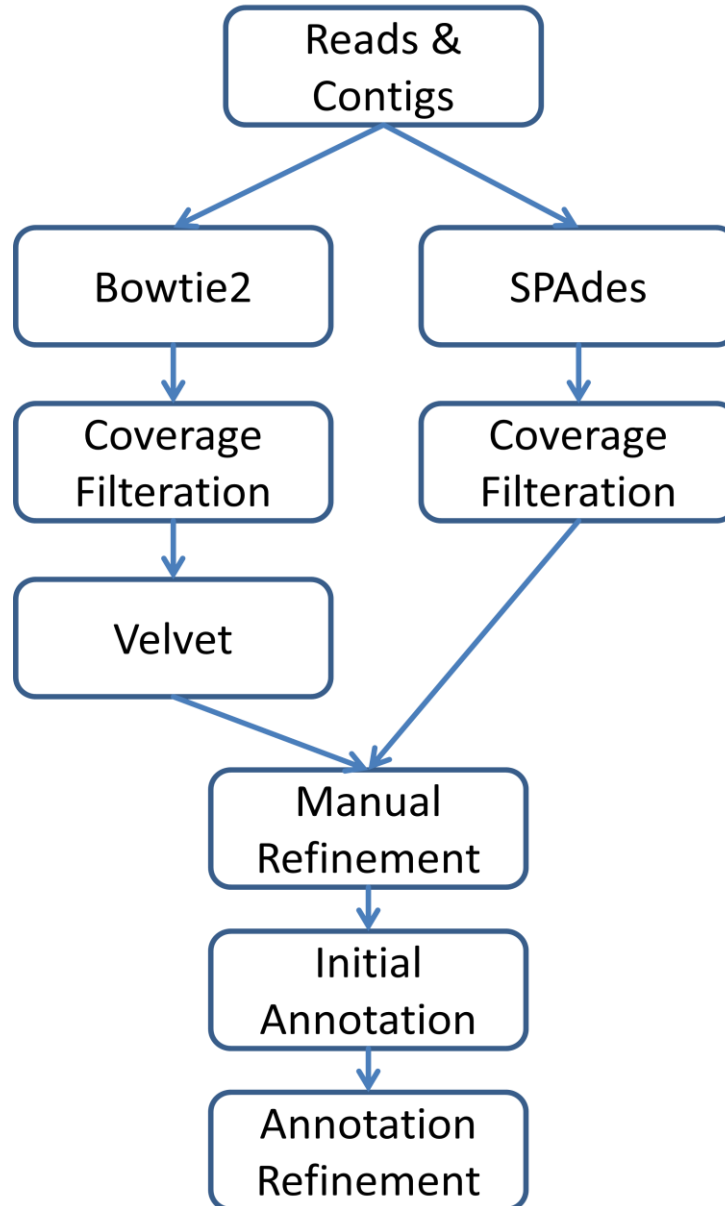 Reads &
Contigs
Bowtie2
SPAdes
Coverage
Filteration
Coverage
Filteration
Velvet
Manual
Refinement
Initial
Annotation
Annotation
Refinement